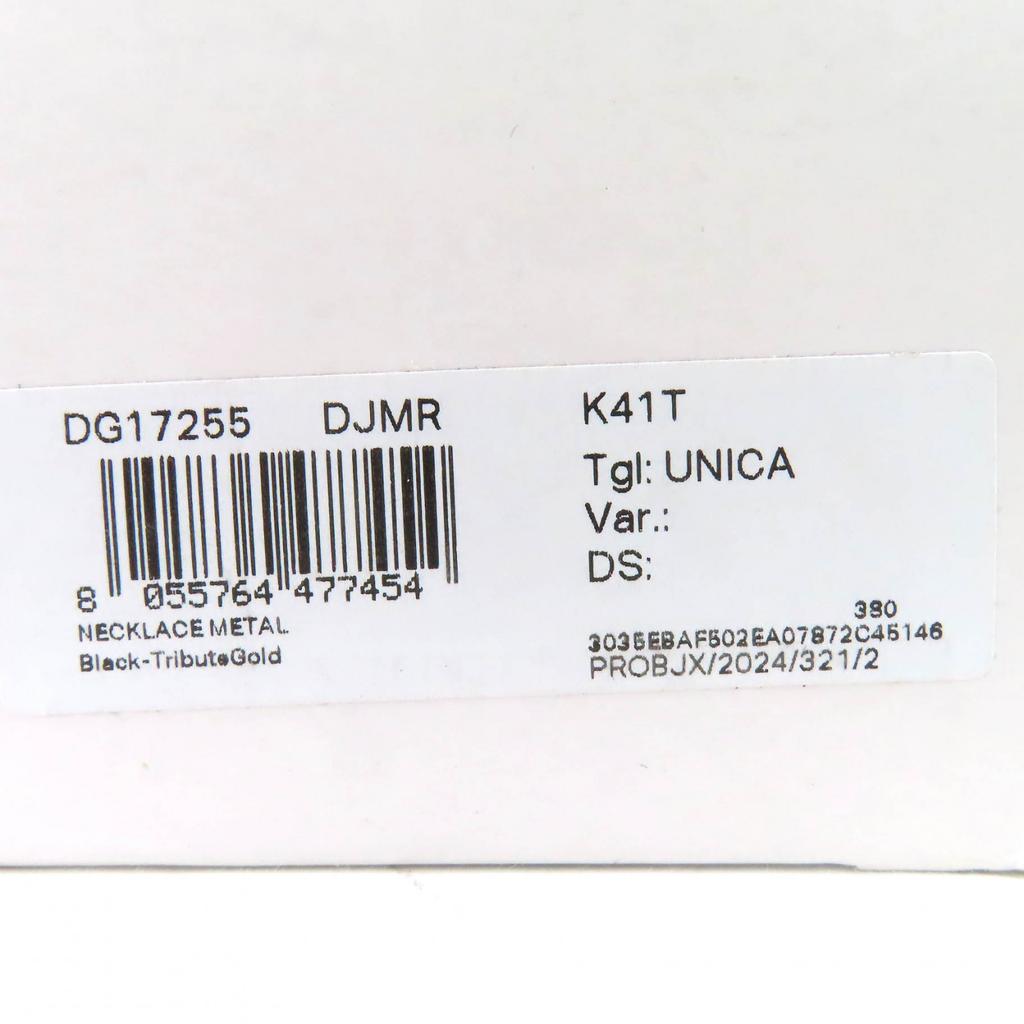 DG17255 DJMR
8 055764 477454
NECKLACE METAL
Black-TributeGold
K41T
Tgl: UNICA
Var.:
DS:
380
3035EBAF502EA07872C45146
PROBJX/2024/321/2